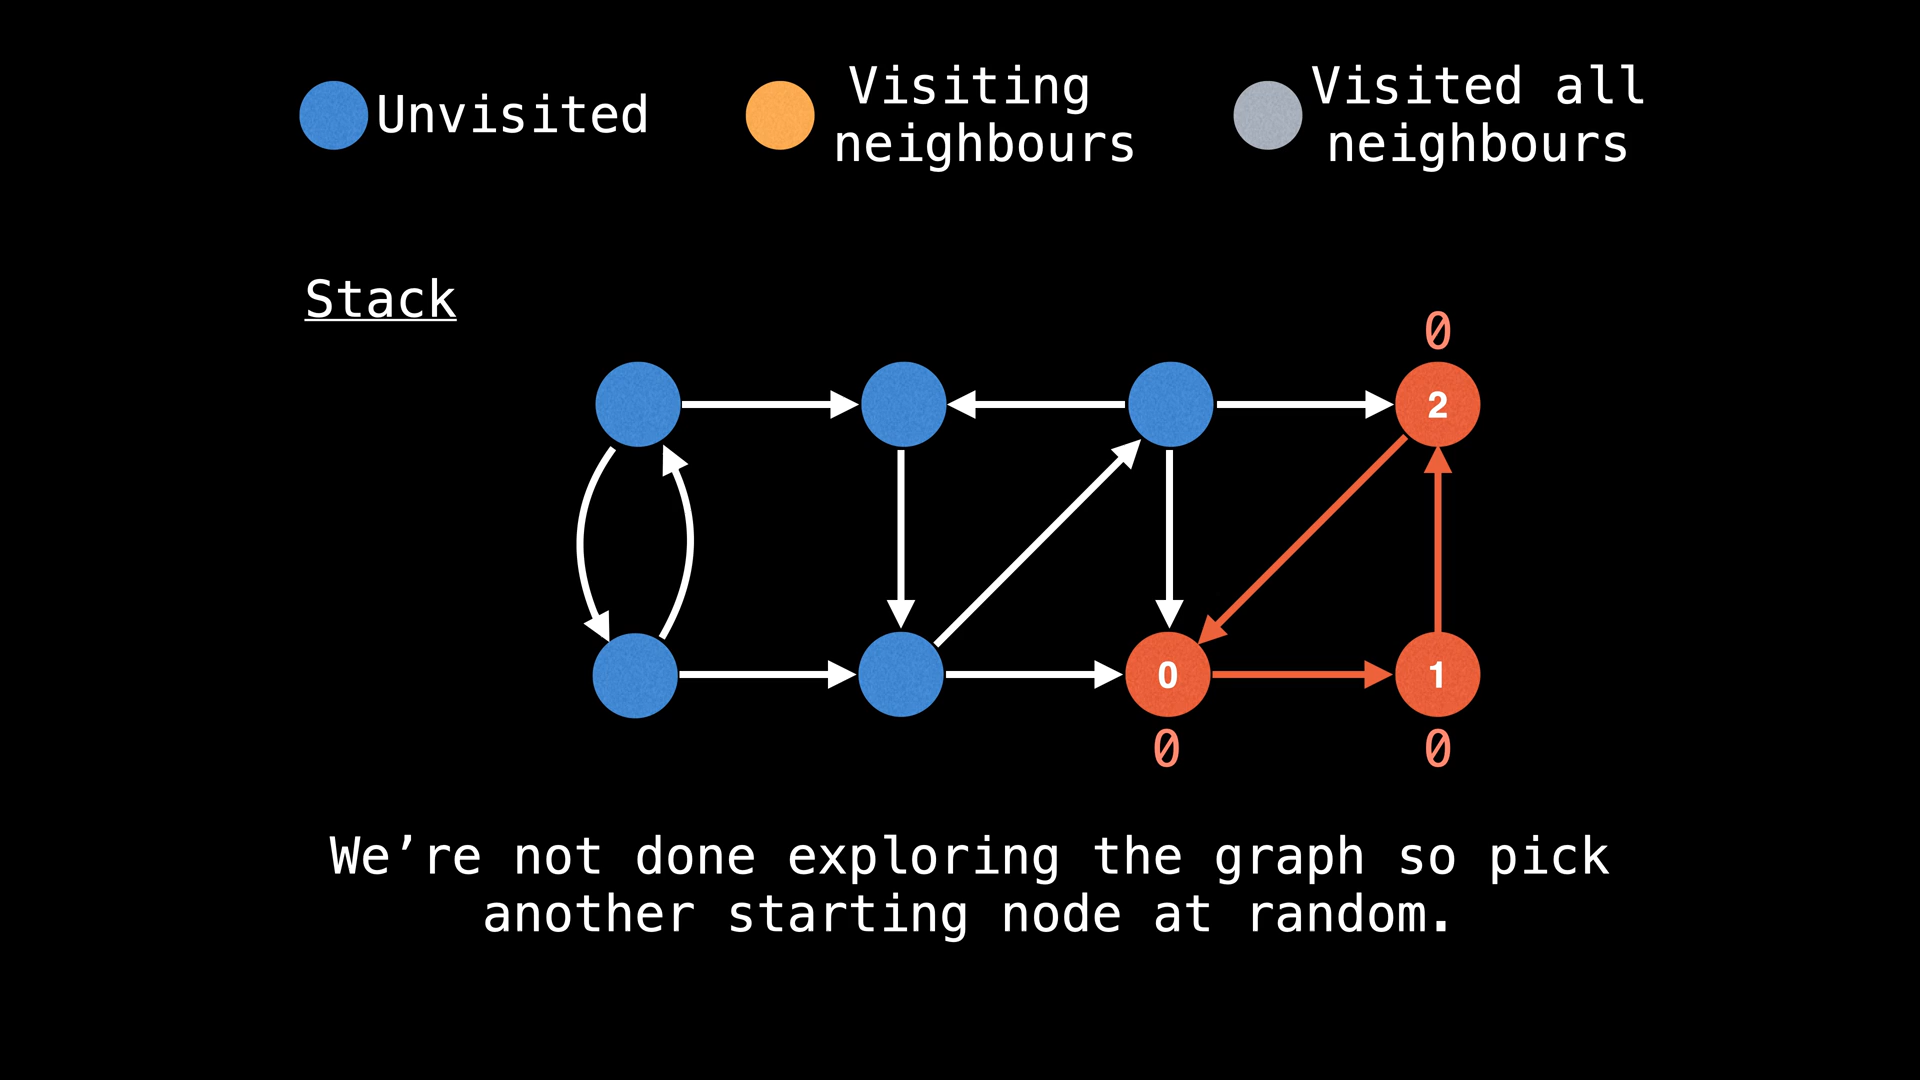 Unvisited
Visiting
neighbours
Visited all
neighbours
Stack
0
2
0
1
0
0
We’re not done exploring the graph so pick
another starting node at random.